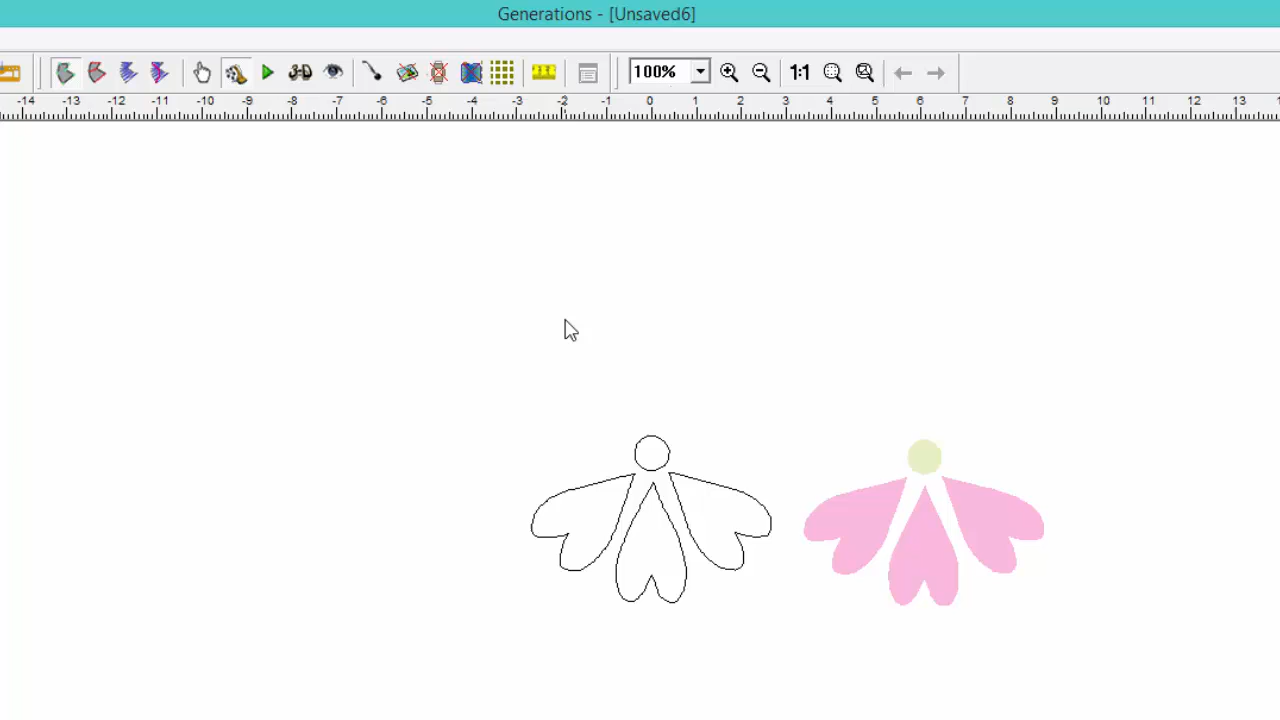 Generations - [Unsaved6]
3-D 100% 1:1
-14 -13 -12 -11 -10 -9 -8 -7 -6 -5 -4 -3 -2 -1 0 1 2 3 4 5 6 7 8 9 10 11 12 13